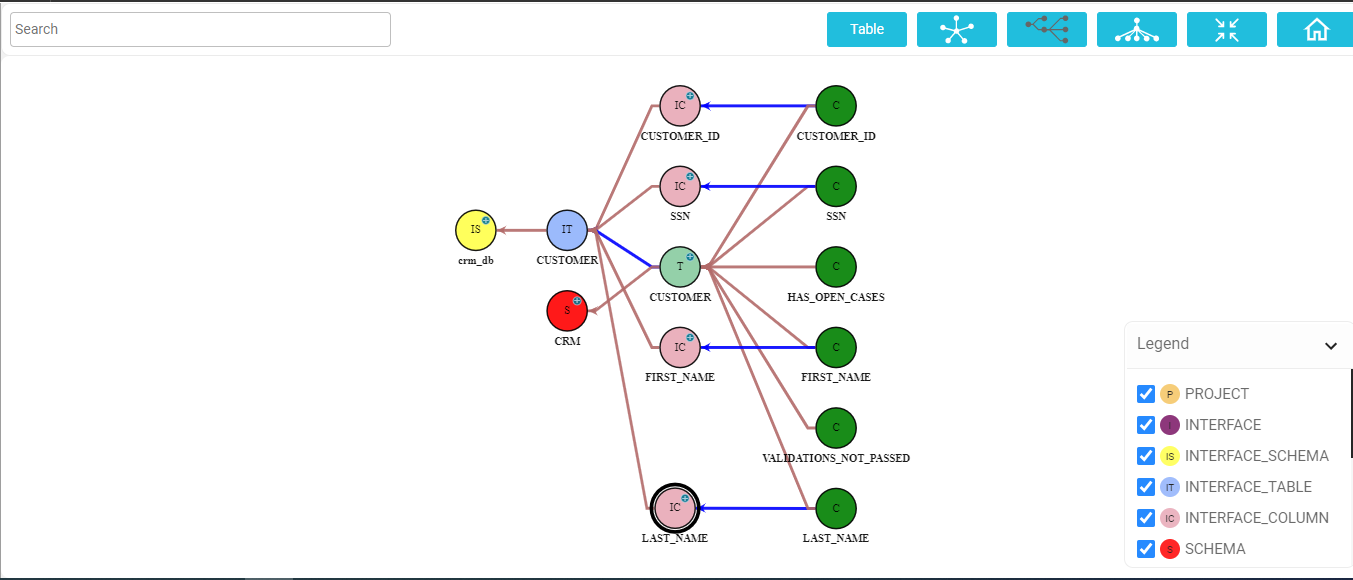 Search
Table
IC
CUSTOMER_ID
C
CUSTOMER_ID
IC
SSN
C
SSN
IS
crm_db
IT
CUSTOMER
T
CUSTOMER
C
HAS_OPEN_CASES
S
CRM
IC
FIRST_NAME
C
FIRST_NAME
C
VALIDATIONS_NOT_PASSED
IC
LAST_NAME
C
LAST_NAME
Legend
P PROJECT
I INTERFACE
IS INTERFACE_SCHEMA
IT INTERFACE_TABLE
IC INTERFACE_COLUMN
S SCHEMA